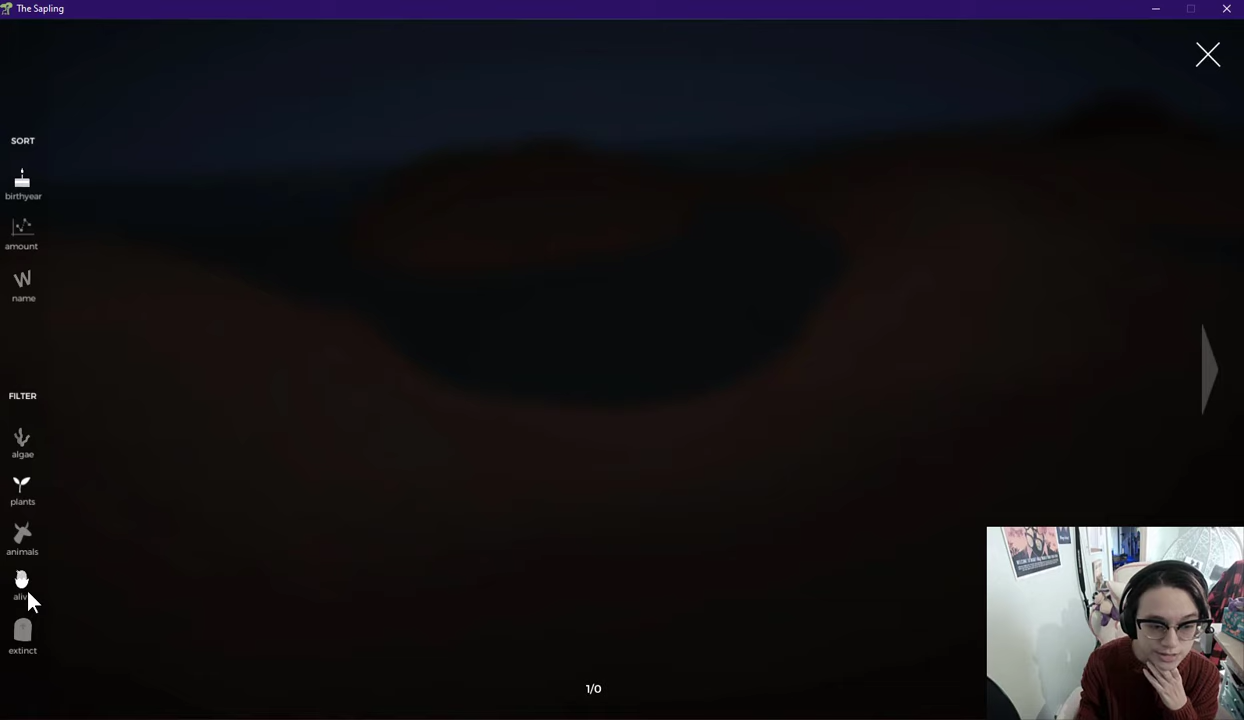 The Sapling
SORT
birthyear
amount
name
FILTER
algae
plants
animals
extinct
1/0